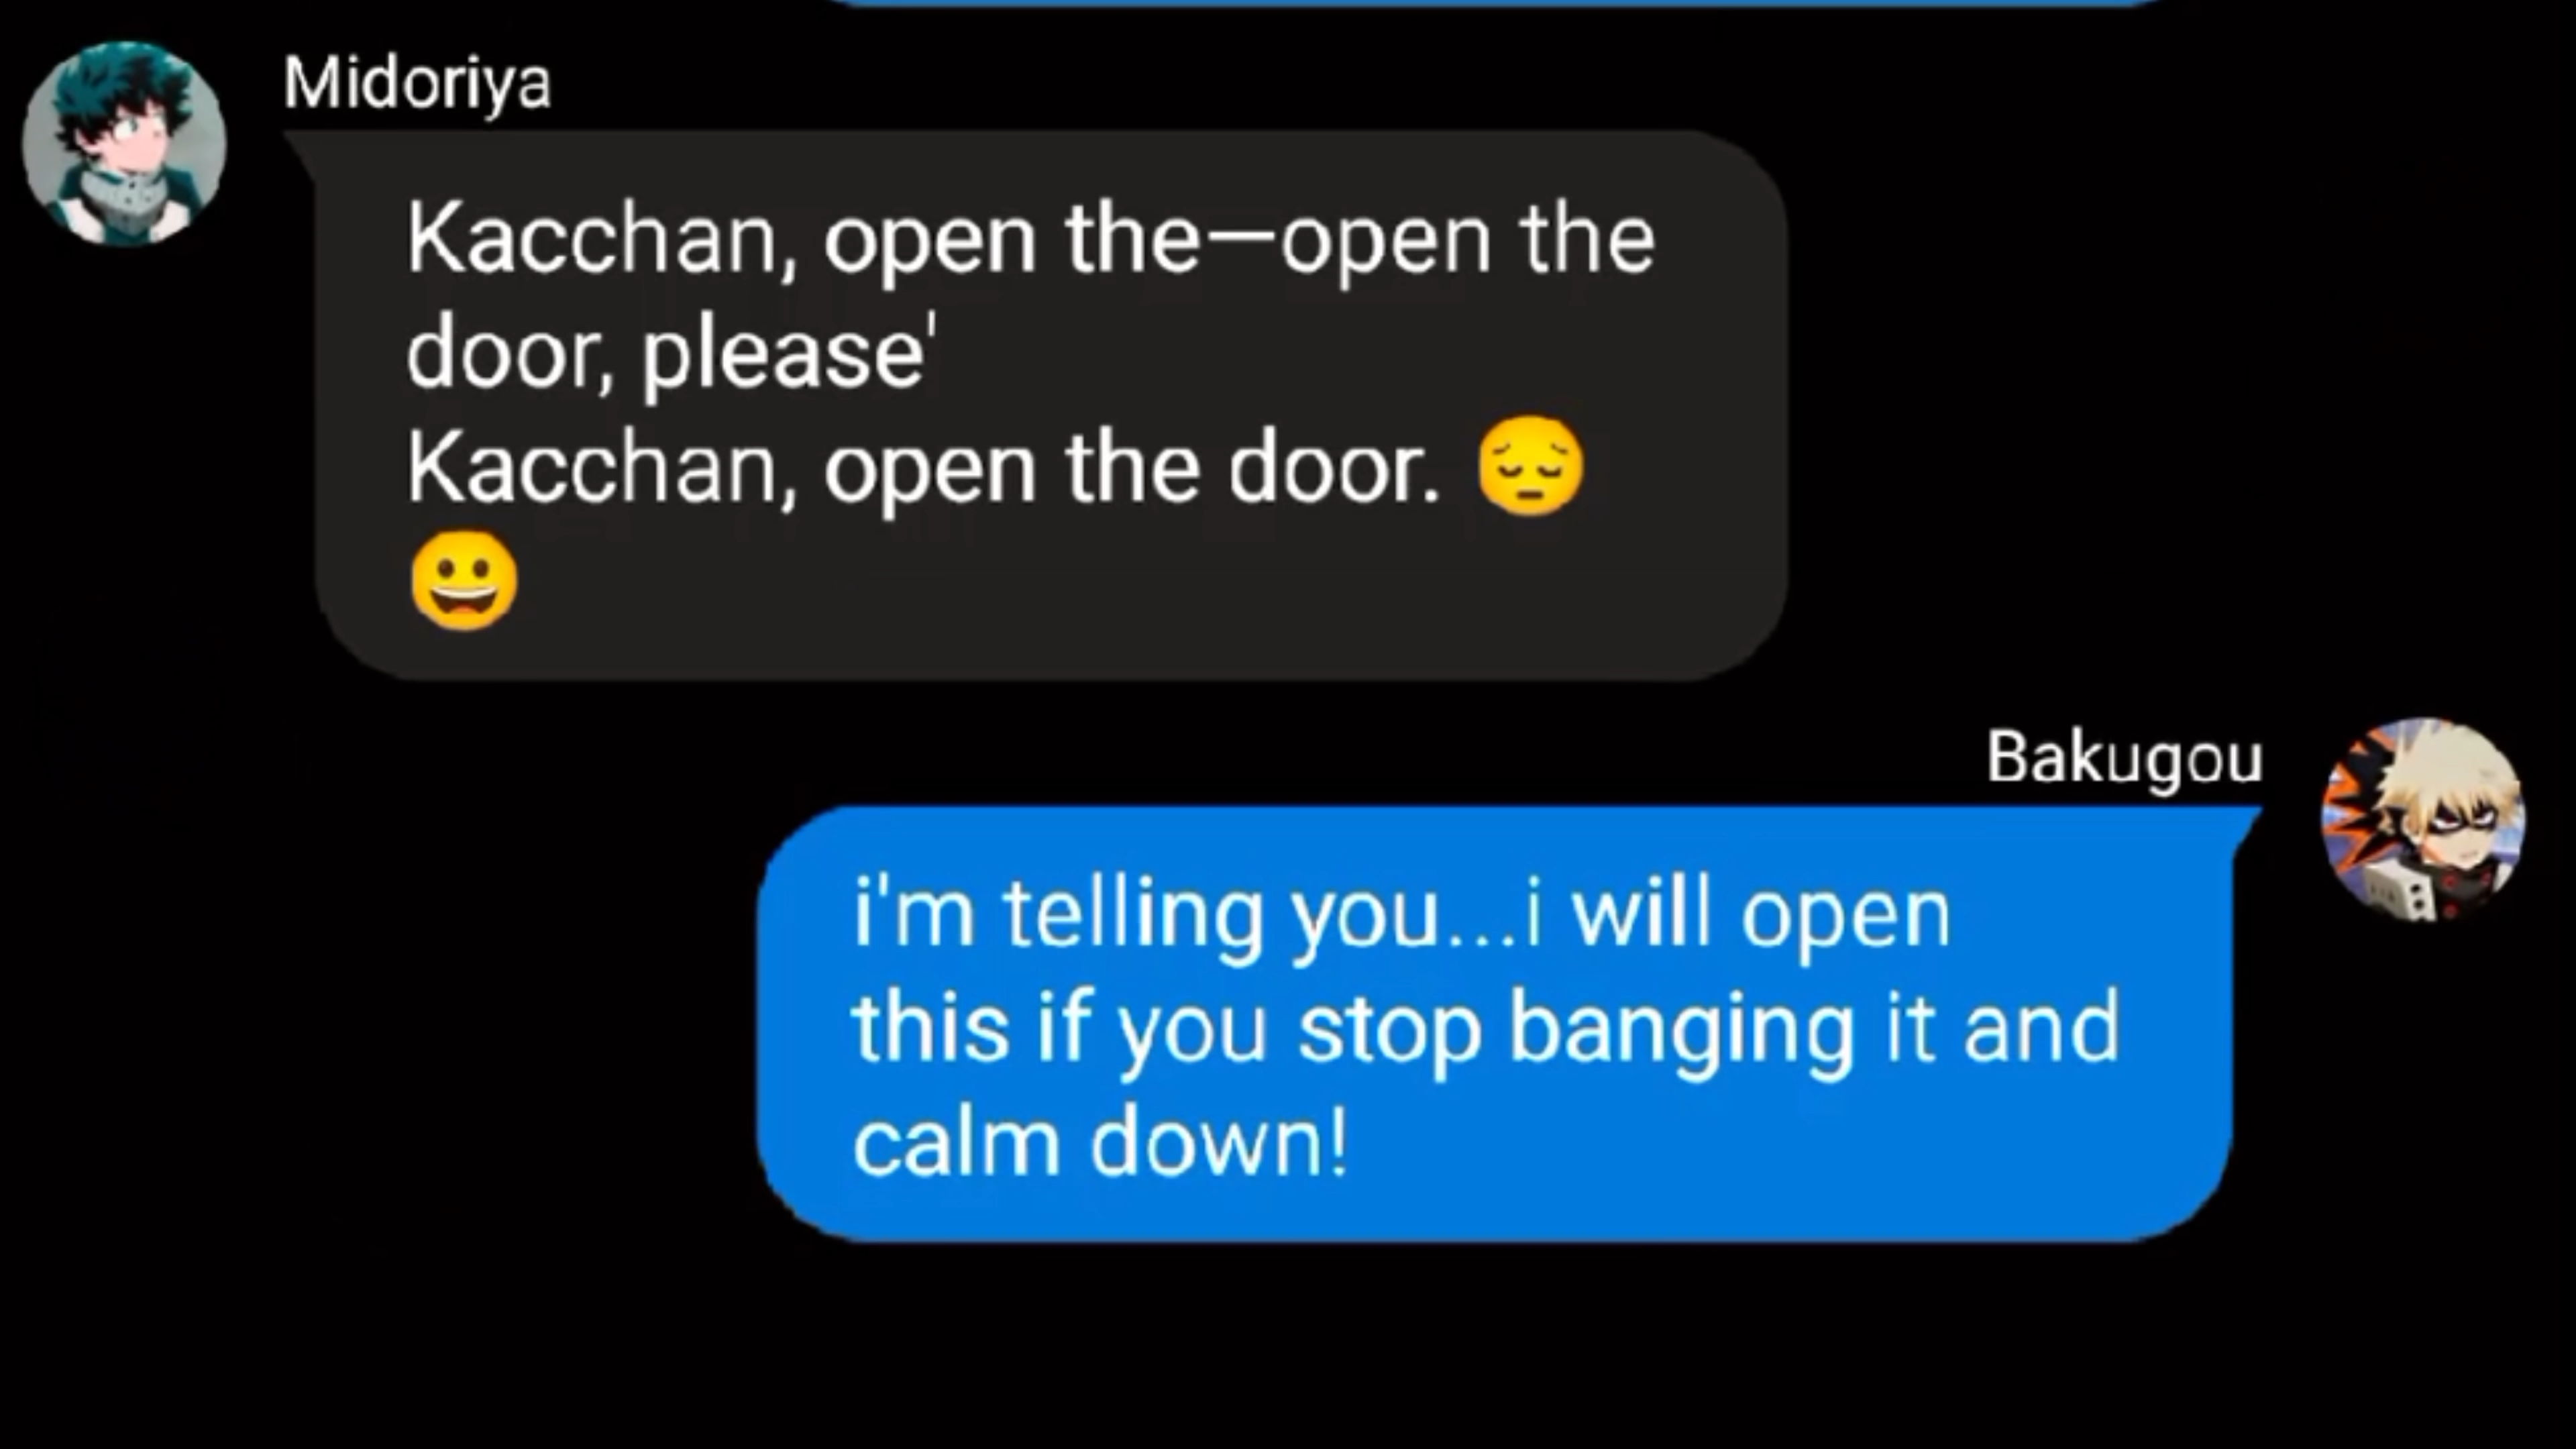 Midoriya
Kacchan, open the—open the
door, please'
Kacchan, open the door. 😔
😀
Bakugou
i'm telling you...i will open
this if you stop banging it and
calm down!